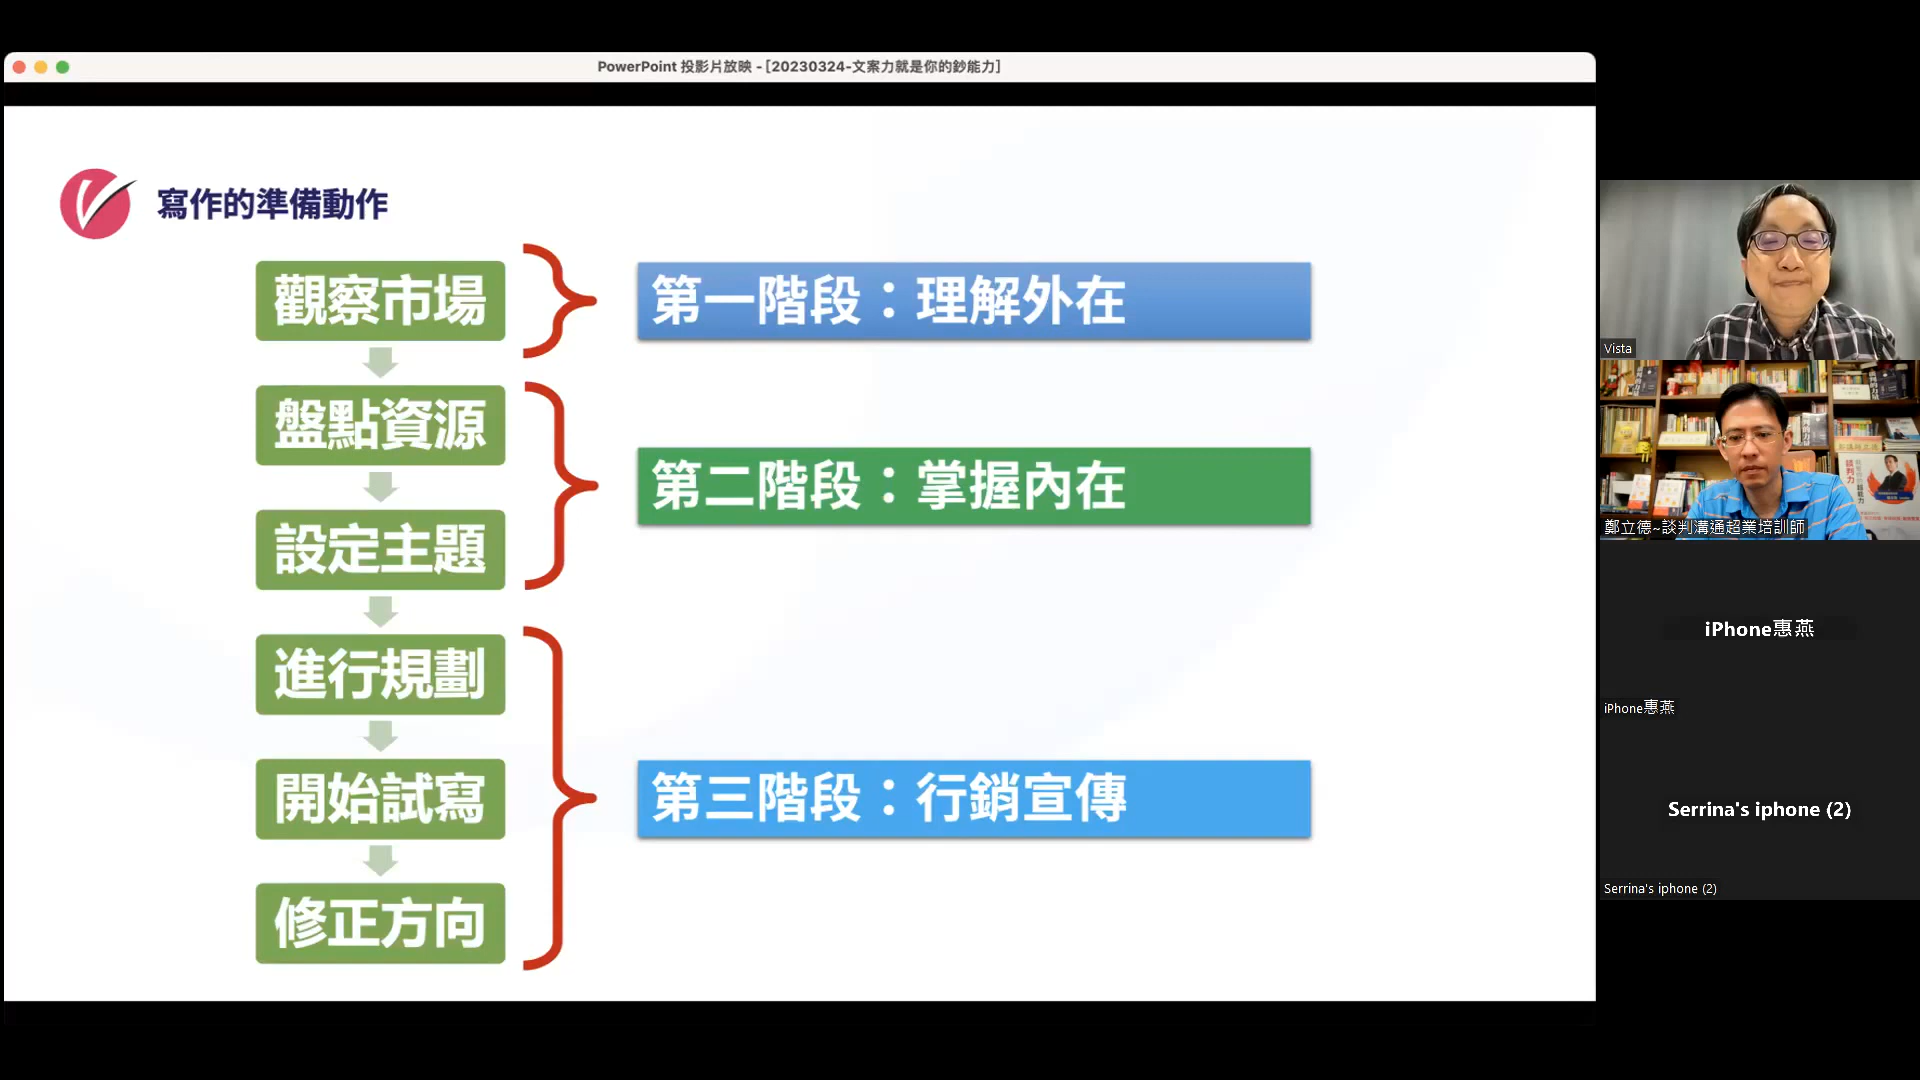 PowerPoint 投影片放映 - [20230324-文案力就是你的鈔能力]
寫作的準備動作
觀察市場
第一階段：理解外在
盤點資源
第二階段：掌握內在
設定主題
進行規劃
開始試寫
第三階段：行銷宣傳
修正方向
Vista
談判力
鄭立德~談判溝通超業培訓師
iPhone惠燕
iPhone惠燕
Serrina's iphone (2)
Serrina's iphone (2)